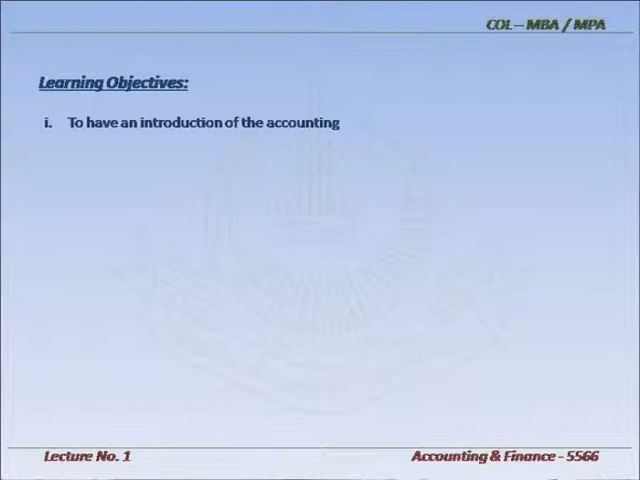 COL – MBA / MPA
Learning Objectives:
i. To have an introduction of the accounting
Lecture No. 1
Accounting & Finance - 5566